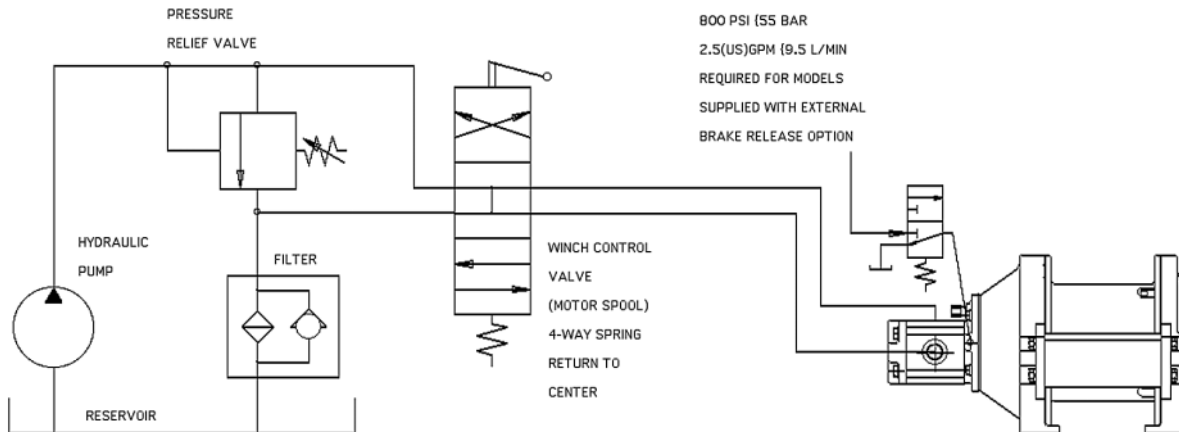 PRESSURE
RELIEF VALVE
800 PSI {55 BAR
2.5(US)GPM {9.5 L/MIN
REQUIRED FOR MODELS
SUPPLIED WITH EXTERNAL
BRAKE RELEASE OPTION
HYDRAULIC
PUMP
FILTER
WINCH CONTROL
VALVE
(MOTOR SPOOL)
4-WAY SPRING
RETURN TO
CENTER
RESERVOIR